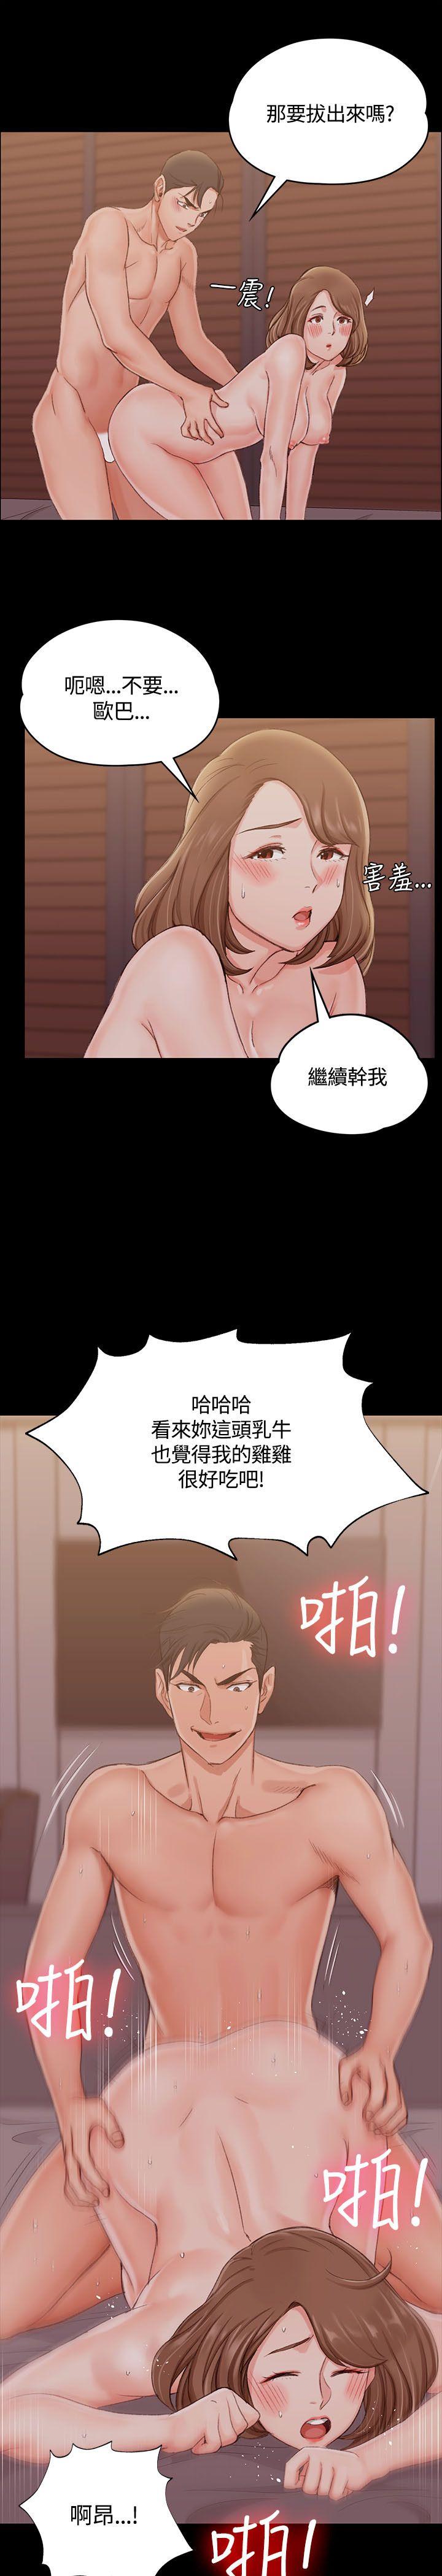 那要拔出來嗎?
一震!
呃嗯...不要...
歐巴...
害羞...
繼續幹我
哈哈哈
看來妳這頭乳牛
也覺得我的雞雞
很好吃吧!
啪!
啪!
啪!
啊昂...!
啪!